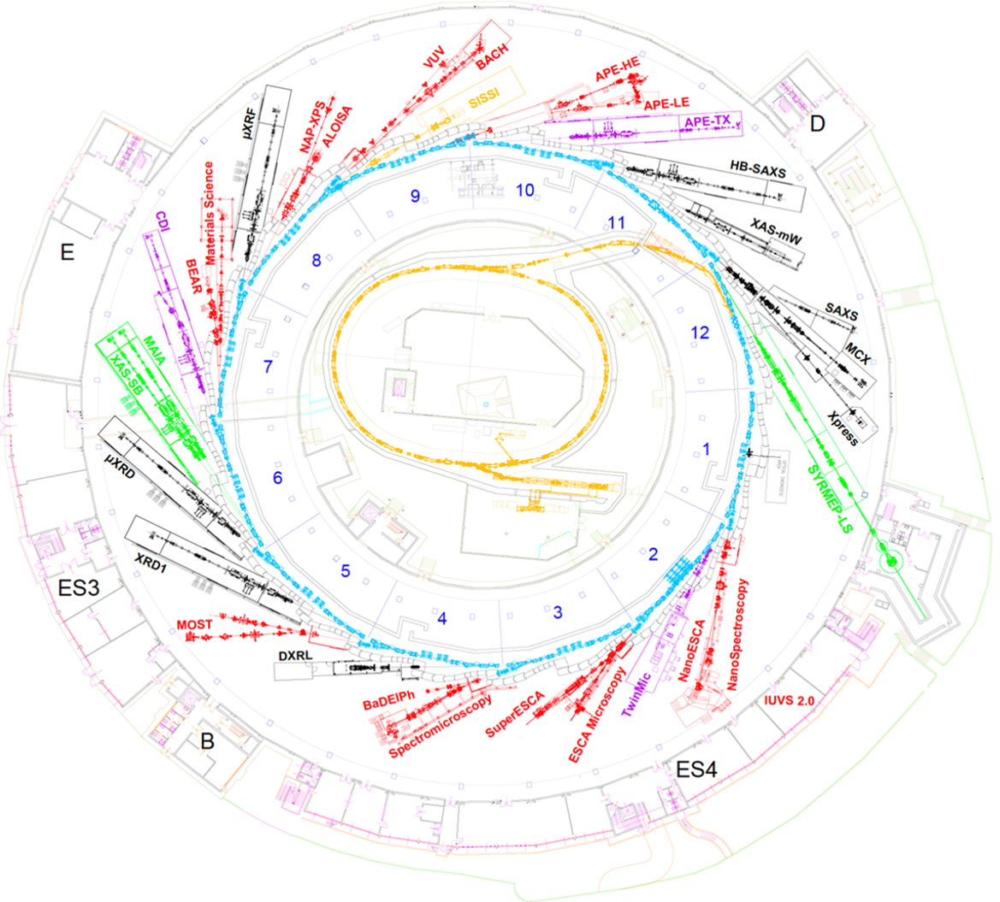 VUV
BACH
SISSI
APE-HE
APE-LE
APE-TX
D
µXRF
NAP-XPS
ALOISA
HB-SAXS
XAS-mW
Materials Science
CDI
BEAR
E
9
10
11
8
12
7
1
6
2
5
3
4
SAXS
MCX
Xpress
SYRMEP-LS
MAIA
XAS-SB
µXRD
XRD1
ES3
MOST
DXRL
BaDElPh
Spectromicroscopy
SuperESCA
ESCA Microscopy
TwinMic
NanoESCA
NanoSpectroscopy
IUVS 2.0
B
ES4